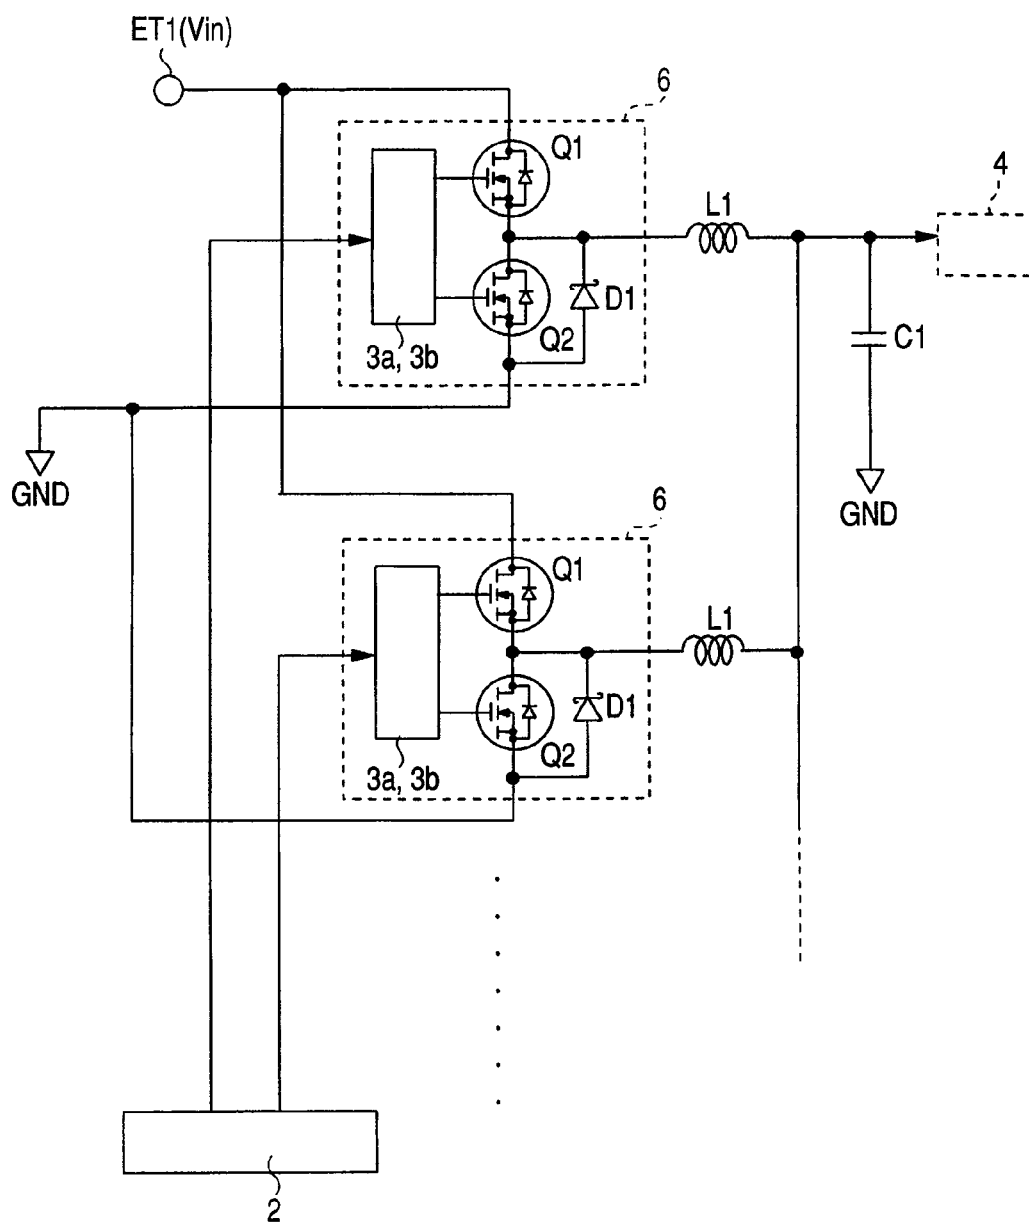 ET1(Vin)
6
Q1
4
L1
D1
Q2
3a, 3b
C1
GND
GND
6
Q1
L1
D1
Q2
3a, 3b
2